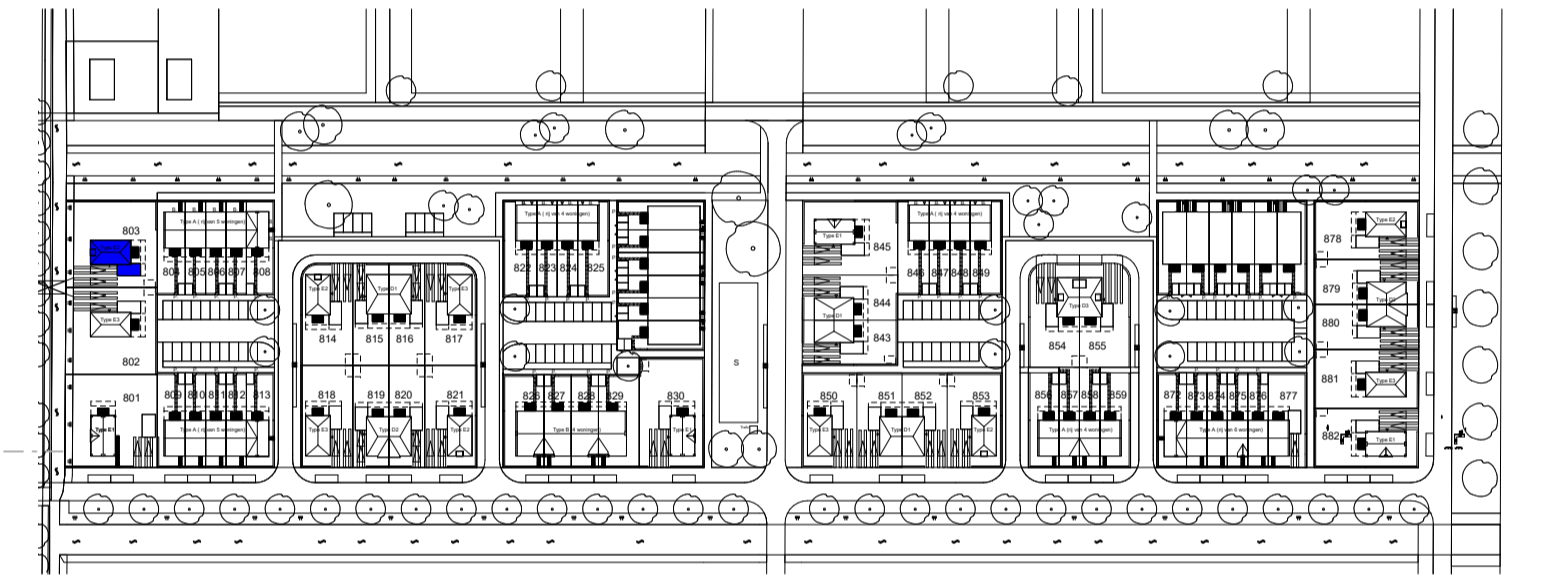 Type A ( rij van 5 woningen)
803
804 805 806 807 808
Type E3
802
801
Type E1
809 810 811 812 813
Type A ( rij van 5 woningen)
Type E2
Type D1
Type E3
814 815 816 817
818 819 820 821
Type E3
Type D2
Type E2
Type A ( rij van 4 woningen)
822 823 824 825
826 827 828 829 830
Type E1
S
Type E1
845
Type A ( rij van 4 woningen)
846 847 848 849
844
Type D1
843
850 851 852 853
Type E3
Type D1
Type E2
Type D3
854 855
856 857 858 859
Type A (rij van 4 woningen)
872 873 874 875 876 877
Type A (rij van 6 woningen)
Type E2
878
879
880
881
Type E3
882
Type E1